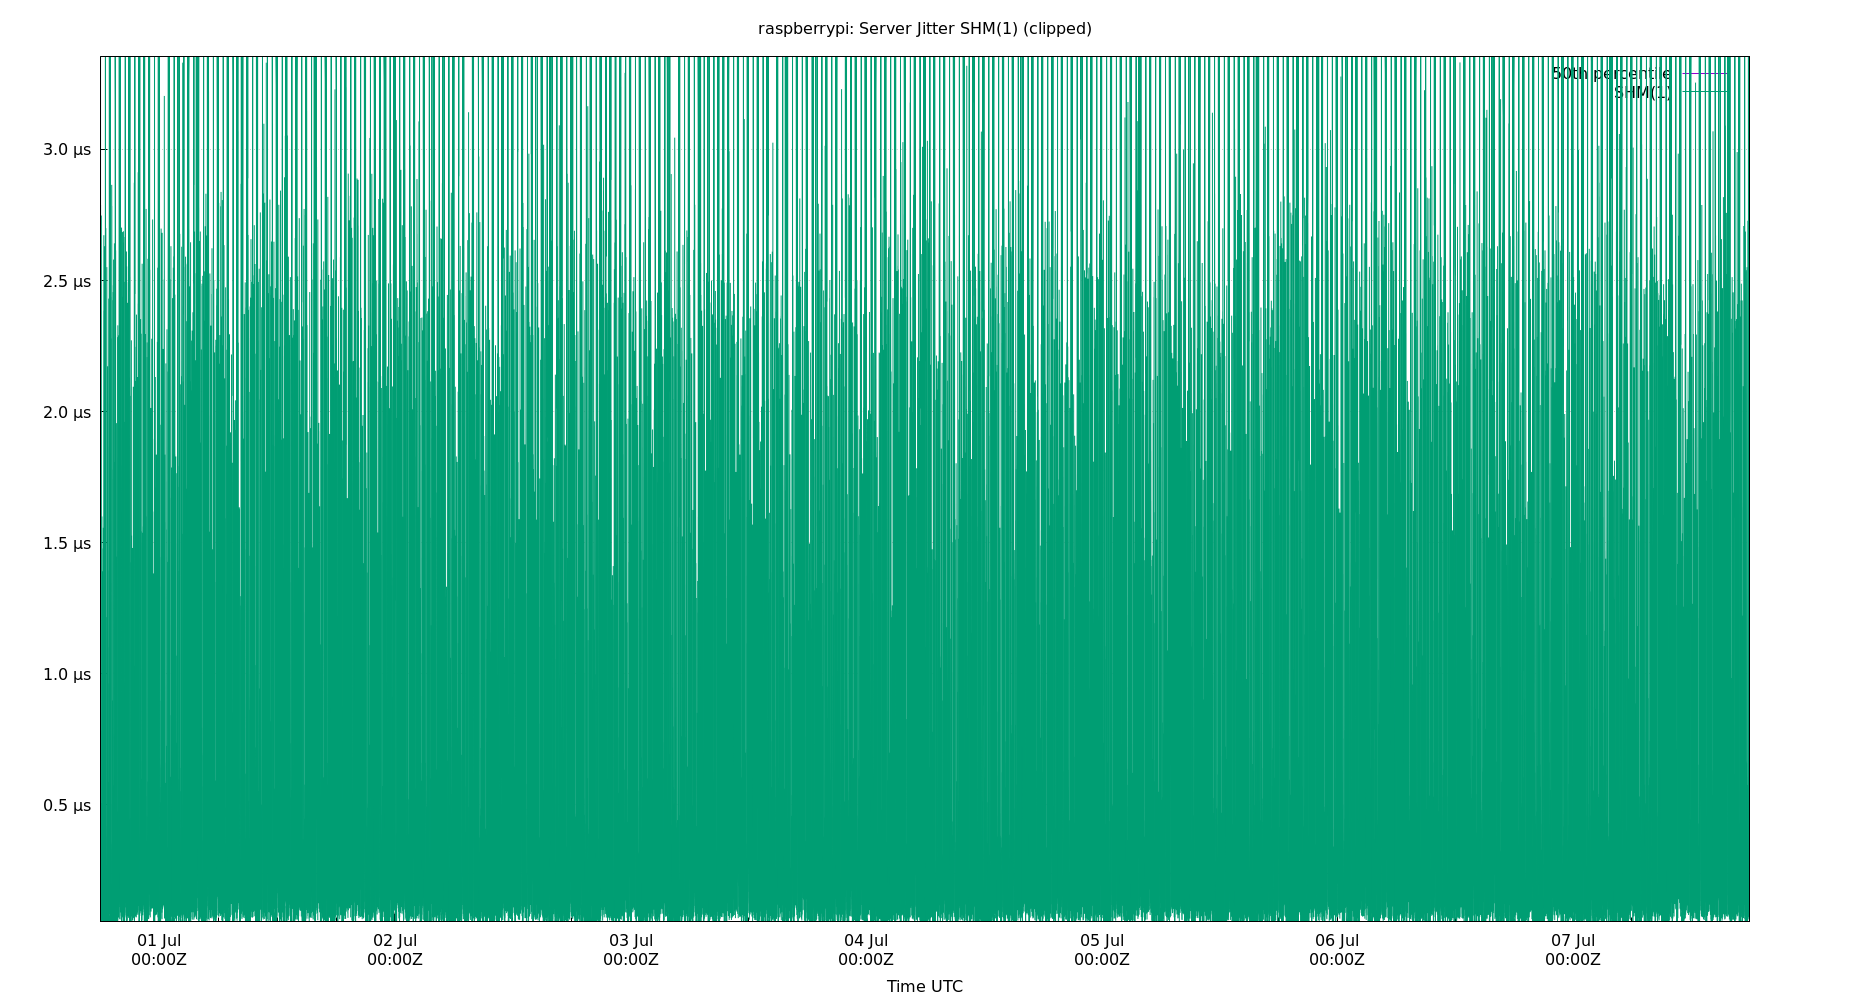 raspberrypi: Server Jitter SHM(1) (clipped)
50th percentile
SHM(1)
3.0 µs
2.5 µs
2.0 µs
1.5 µs
1.0 µs
0.5 µs
01 Jul 02 Jul 03 Jul 04 Jul 05 Jul 06 Jul 07 Jul
00:00Z 00:00Z 00:00Z 00:00Z 00:00Z 00:00Z 00:00Z
Time UTC